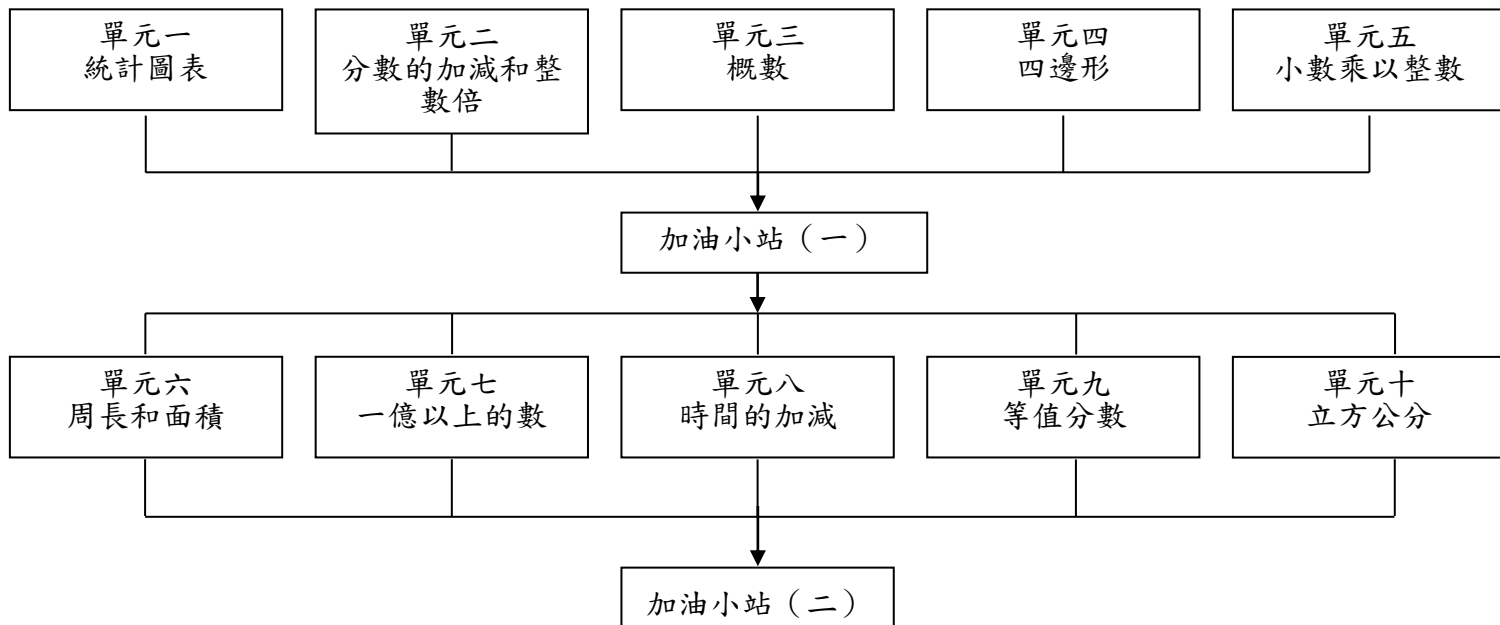 單元一
統計圖表
單元二
分數的加減和整
數倍
單元三
概數
單元四
四邊形
單元五
小數乘以整數
加油小站（一）
單元六
周長和面積
單元七
一億以上的數
單元八
時間的加減
單元九
等值分數
單元十
立方公分
加油小站（二）